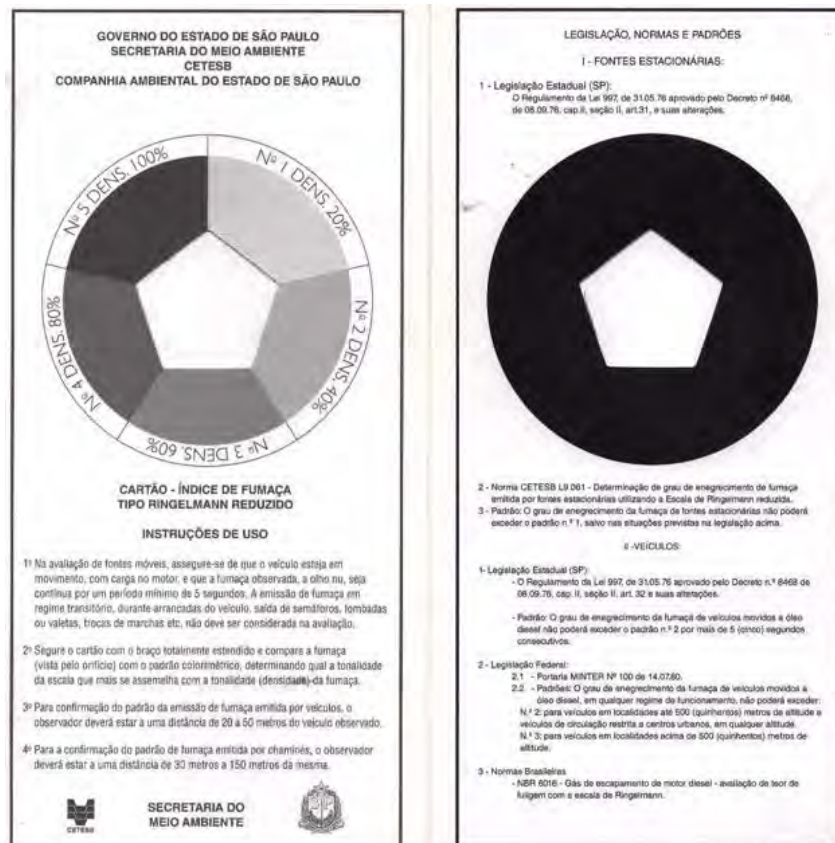 GOVERNO DO ESTADO DE SÃO PAULO
SECRETARIA DO MEIO AMBIENTE
CETESB
COMPANHIA AMBIENTAL DO ESTADO DE SÃO PAULO
Nº 5 DENS. 100%
Nº 1 DENS. 20%
Nº 4 DENS. 80%
Nº 2 DENS. 40%
Nº 3 DENS. 60%
CARTÃO - ÍNDICE DE FUMAÇA
TIPO RINGELMANN REDUZIDO
INSTRUÇÕES DE USO
1º Na avaliação de fontes móveis, assegure-se de que o veículo esteja em
movimento, com carga no motor, e que a fumaça observada, a olho nu, seja
contínua por um período mínimo de 5 segundos. A emissão de fumaça em
regime transitório, durante arrancadas do veículo, saída de semáforos, lombadas
ou valetas, trocas de marchas etc, não deve ser considerada na avaliação.
2º Segure o cartão com o braço totalmente estendido e compare a fumaça
(vista pelo orifício) com o padrão colorimétrico, determinando qual a tonalidade
da escala que mais se assemelha com a tonalidade (densidade) da fumaça.
3º Para confirmação do padrão da emissão de fumaça emitida por veículos, o
observador deverá estar a uma distância de 20 a 50 metros do veículo observado.
4º Para a confirmação do padrão de fumaça emitida por chaminés, o observador
deverá estar a uma distância de 30 metros a 150 metros da mesma.
CETESB
SECRETARIA DO
MEIO AMBIENTE
LEGISLAÇÃO, NORMAS E PADRÕES
I - FONTES ESTACIONÁRIAS:
1 - Legislação Estadual (SP):
O Regulamento da Lei 997, de 31.05.76 aprovado pelo Decreto nº 8468,
de 08.09.76, cap.II, seção II, art.31, e suas alterações.
2 - Norma CETESB L9.061 - Determinação de grau de enegrecimento de fumaça
emitida por fontes estacionárias utilizando a Escala de Ringelmann reduzida.
3 - Padrão: O grau de enegrecimento da fumaça de fontes estacionárias não poderá
exceder o padrão n.º 1, salvo nas situações previstas na legislação acima.
II -VEÍCULOS:
1- Legislação Estadual (SP):
- O Regulamento da Lei 997, de 31.05.76 aprovado pelo Decreto n.º 8468 de
08.09.76, cap. II, seção II, art. 32 e suas alterações.
- Padrão: O grau de enegrecimento da fumaça de veículos movidos a óleo
diesel não poderá exceder o padrão n.º 2 por mais de 5 (cinco) segundos
consecutivos.
2 - Legislação Federal:
2.1 - Portaria MINTER Nº 100 de 14.07.80.
2.2 - Padrões: O grau de enegrecimento da fumaça de veículos movidos a
óleo diesel, em qualquer regime de funcionamento, não poderá exceder:
N.º 2: para veículos em localidades até 500 (quinhentos) metros de altitude e
veículos de circulação restrita a centros urbanos, em qualquer altitude.
N.º 3: para veículos em localidades acima de 500 (quinhentos) metros de
altitude.
3 - Normas Brasileiras
- NBR 6016 - Gás de escapamento de motor diesel - avaliação de teor de
fuligem com a escala de Ringelmann.